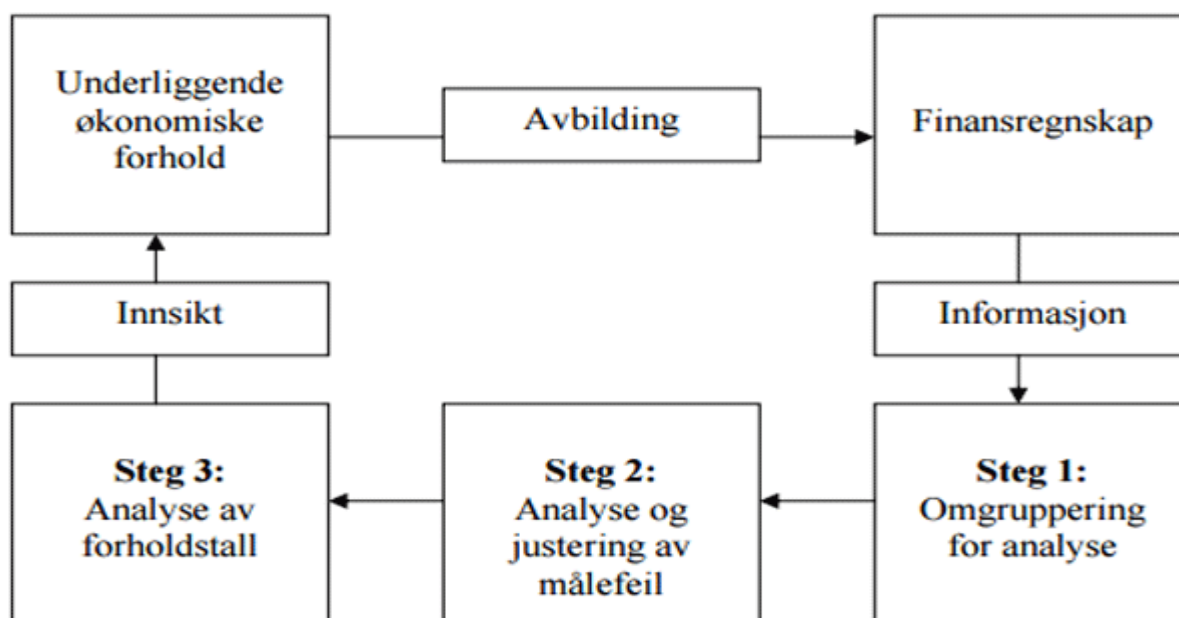 Underliggende
økonomiske
forhold
Avbilding
Finansregnskap
Innsikt
Informasjon
Steg 3:
Analyse av
forholdstall
Steg 2:
Analyse og
justering av
målefeil
Steg 1:
Omgruppering
for analyse